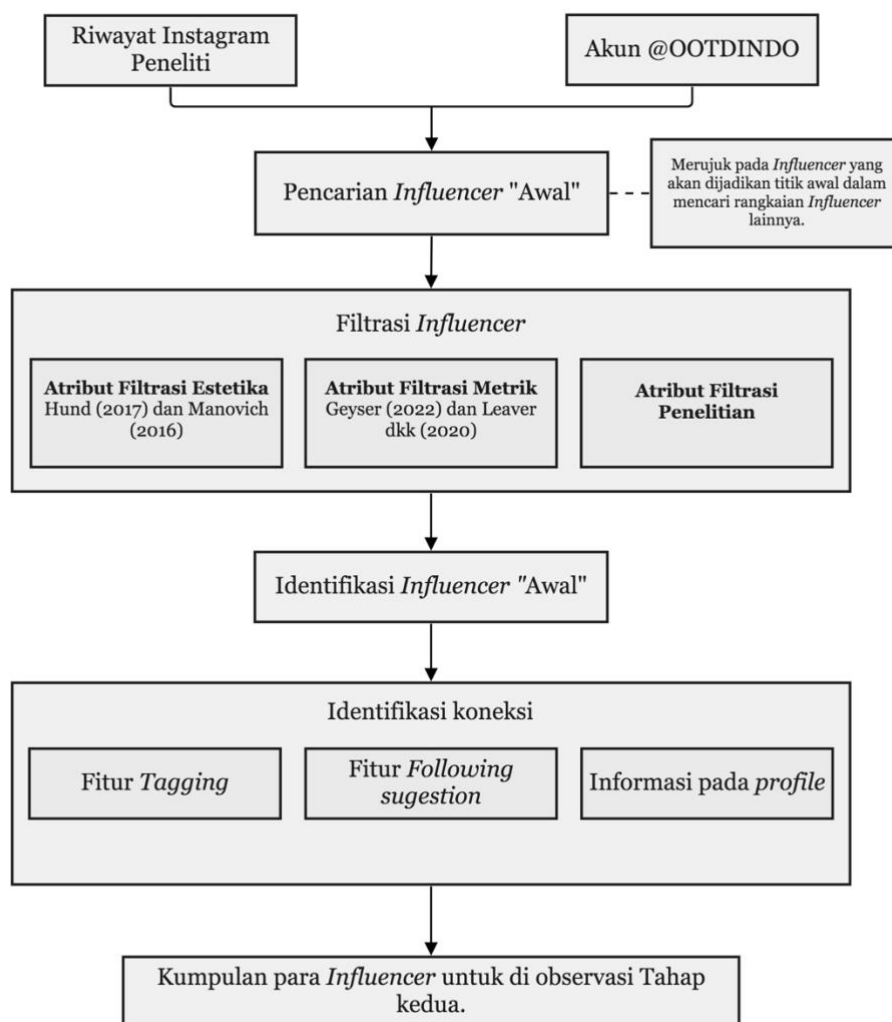 Riwayat Instagram
Peneliti
Akun @OOTDINDO
Pencarian Influencer "Awal"
Merujuk pada Influencer yang
akan dijadikan titik awal dalam
mencari rangkaian Influencer
lainnya.
Filtrasi Influencer
Atribut Filtrasi Estetika
Hund (2017) dan Manovich
(2016)
Atribut Filtrasi Metrik
Geyser (2022) dan Leaver
dkk (2020)
Atribut Filtrasi
Penelitian
Identifikasi Influencer "Awal"
Identifikasi koneksi
Fitur Tagging
Fitur Following
sugestion
Informasi pada profile
Kumpulan para Influencer untuk di observasi Tahap
kedua.